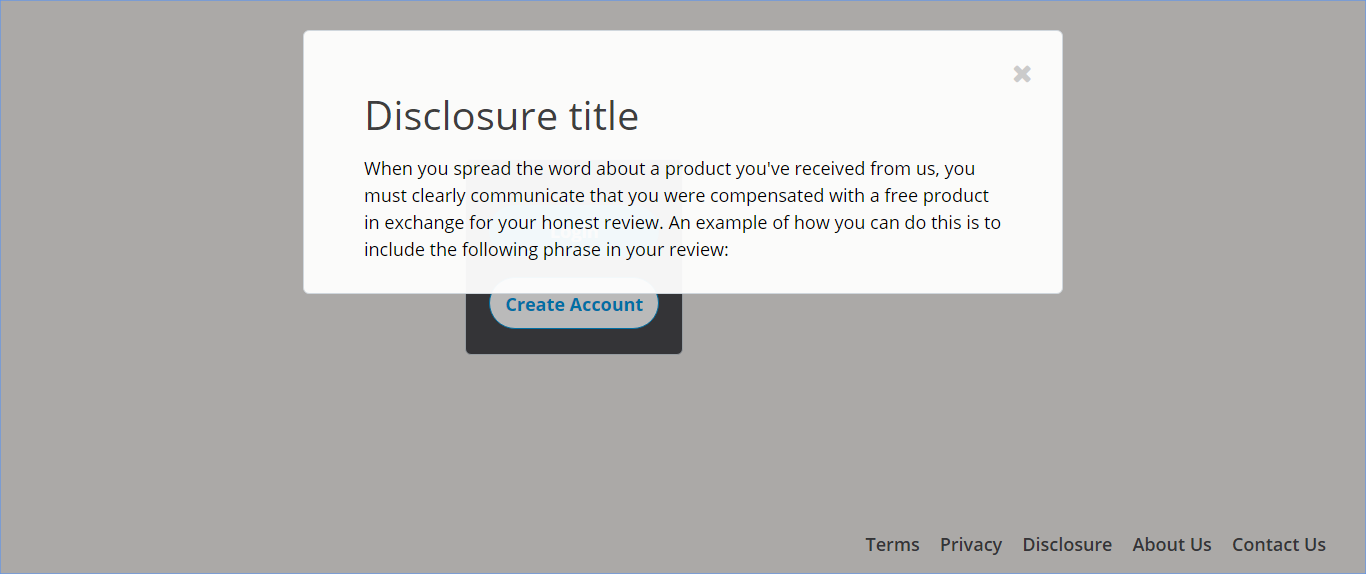 Disclosure title
When you spread the word about a product you've received from us, you
must clearly communicate that you were compensated with a free product
in exchange for your honest review. An example of how you can do this is to
include the following phrase in your review:
Create Account
Terms Privacy Disclosure About Us Contact Us